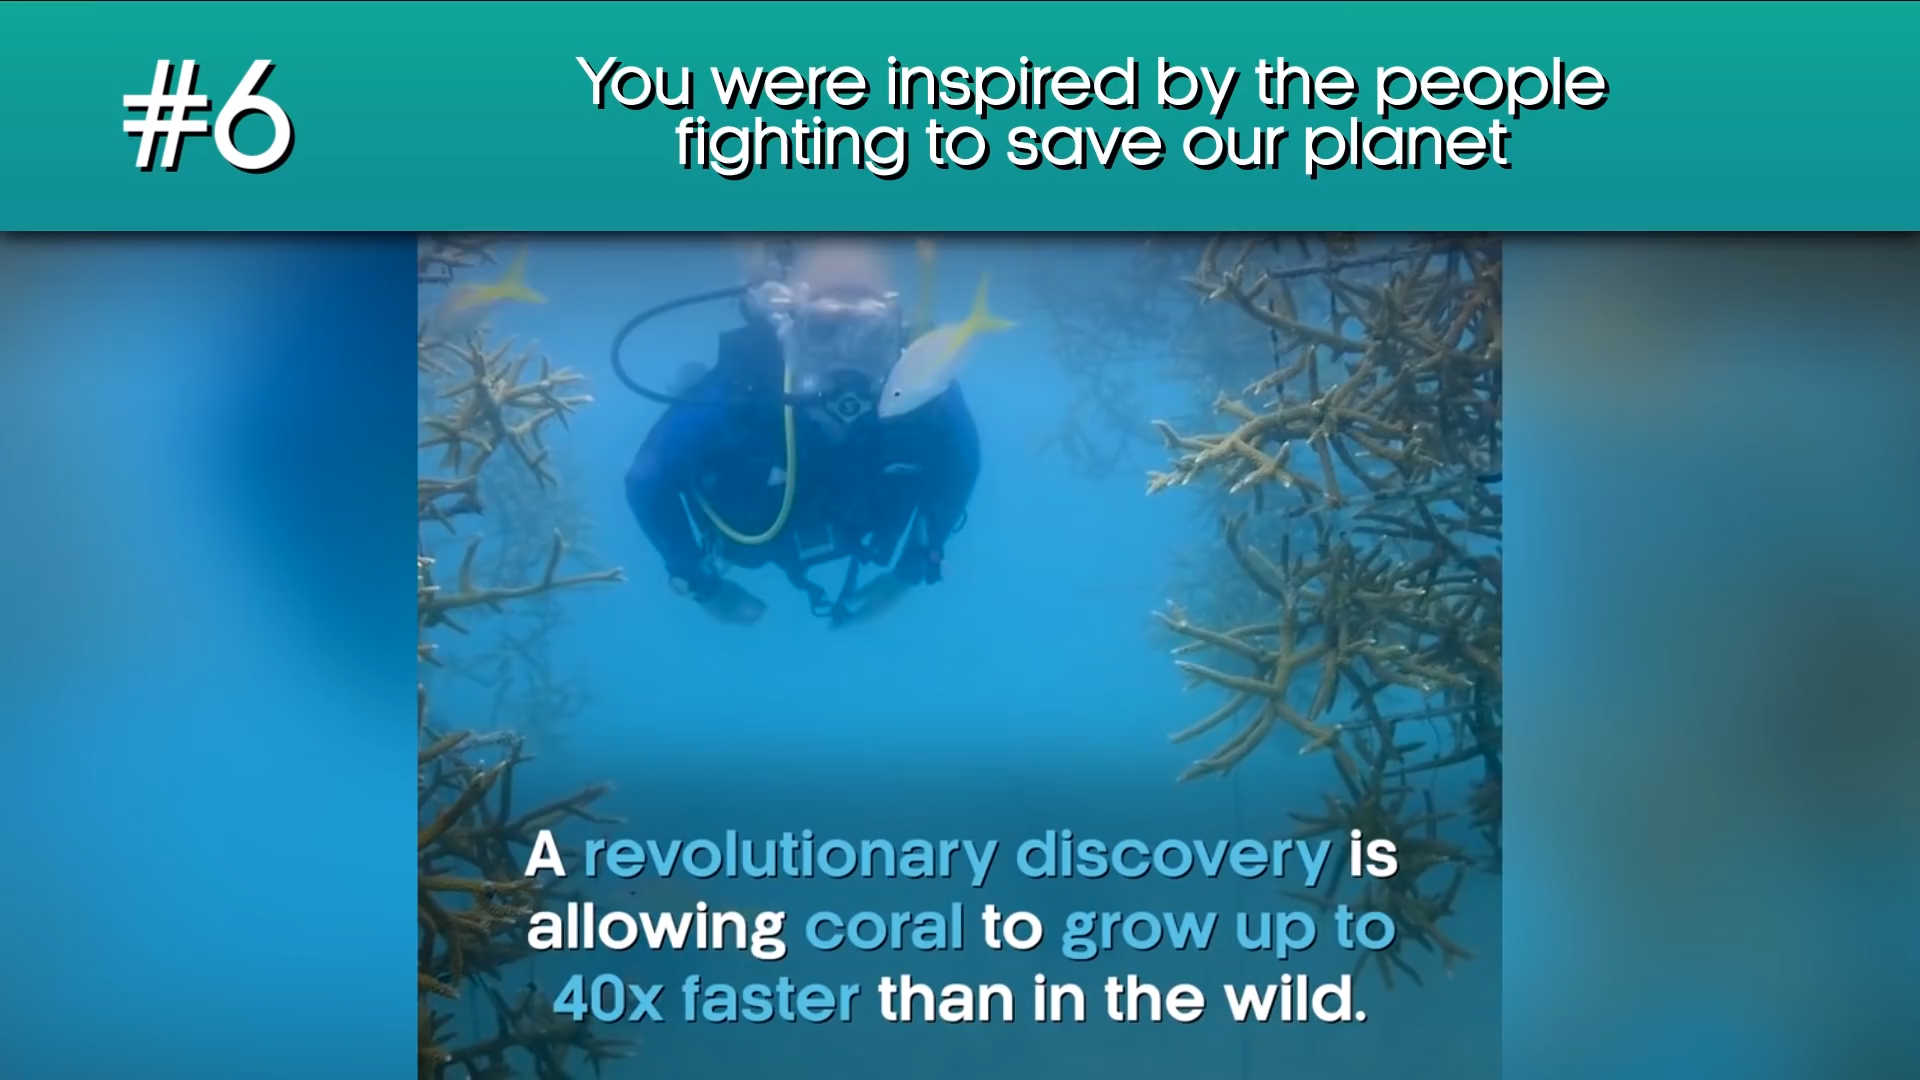 #6
You were inspired by the people
fighting to save our planet
A revolutionary discovery is
allowing coral to grow up to
40x faster than in the wild.